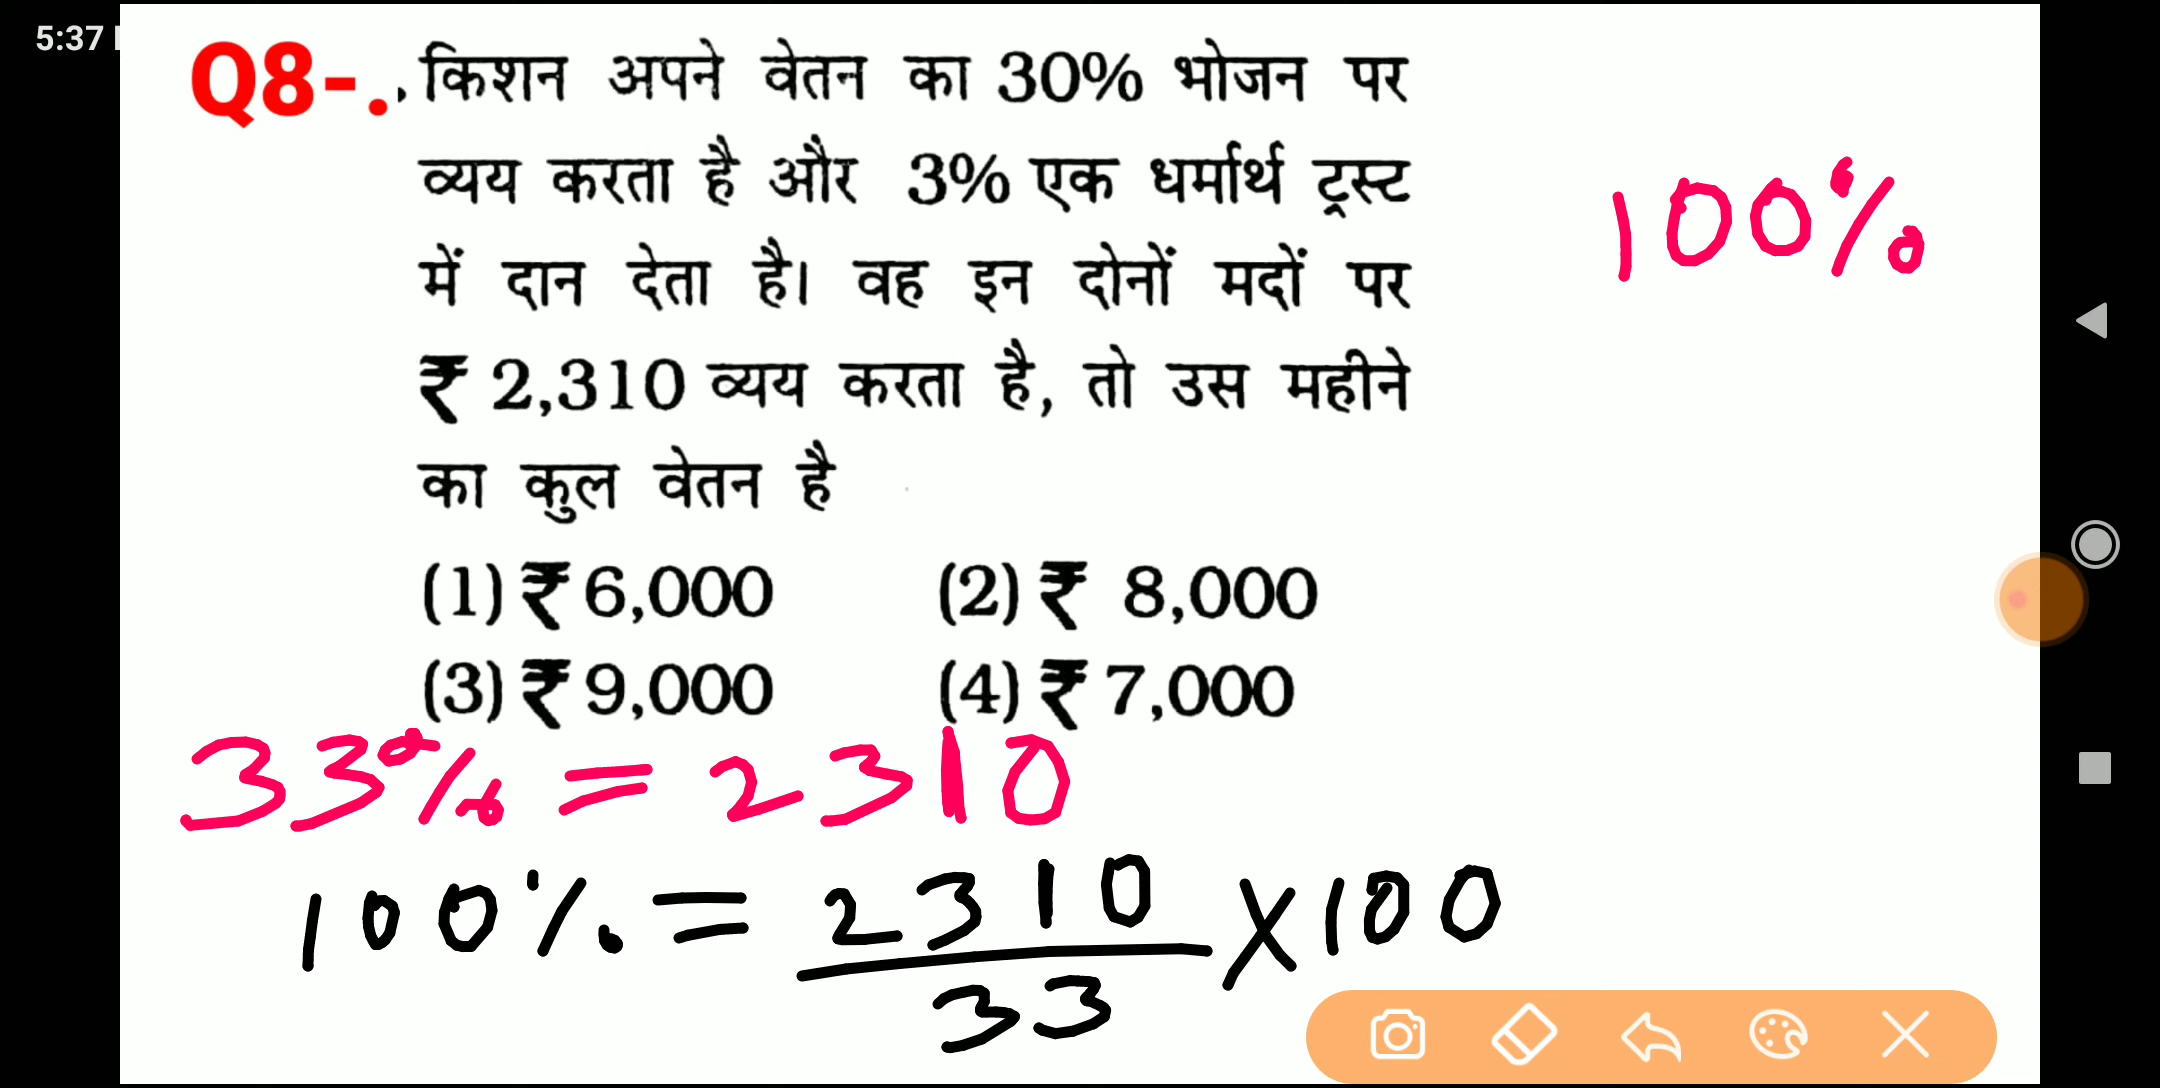 5:37
Q8-. किशन अपने वेतन का 30% भोजन पर
व्यय करता है और 3% एक धर्मार्थ ट्रस्ट
में दान देता है। वह इन दोनों मदों पर
₹ 2,310 व्यय करता है, तो उस महीने
का कुल वेतन है
(1) ₹ 6,000 (2) ₹ 8,000
(3) ₹ 9,000 (4) ₹ 7,000
100%
33% = 2310
100% = 2310/33 × 100